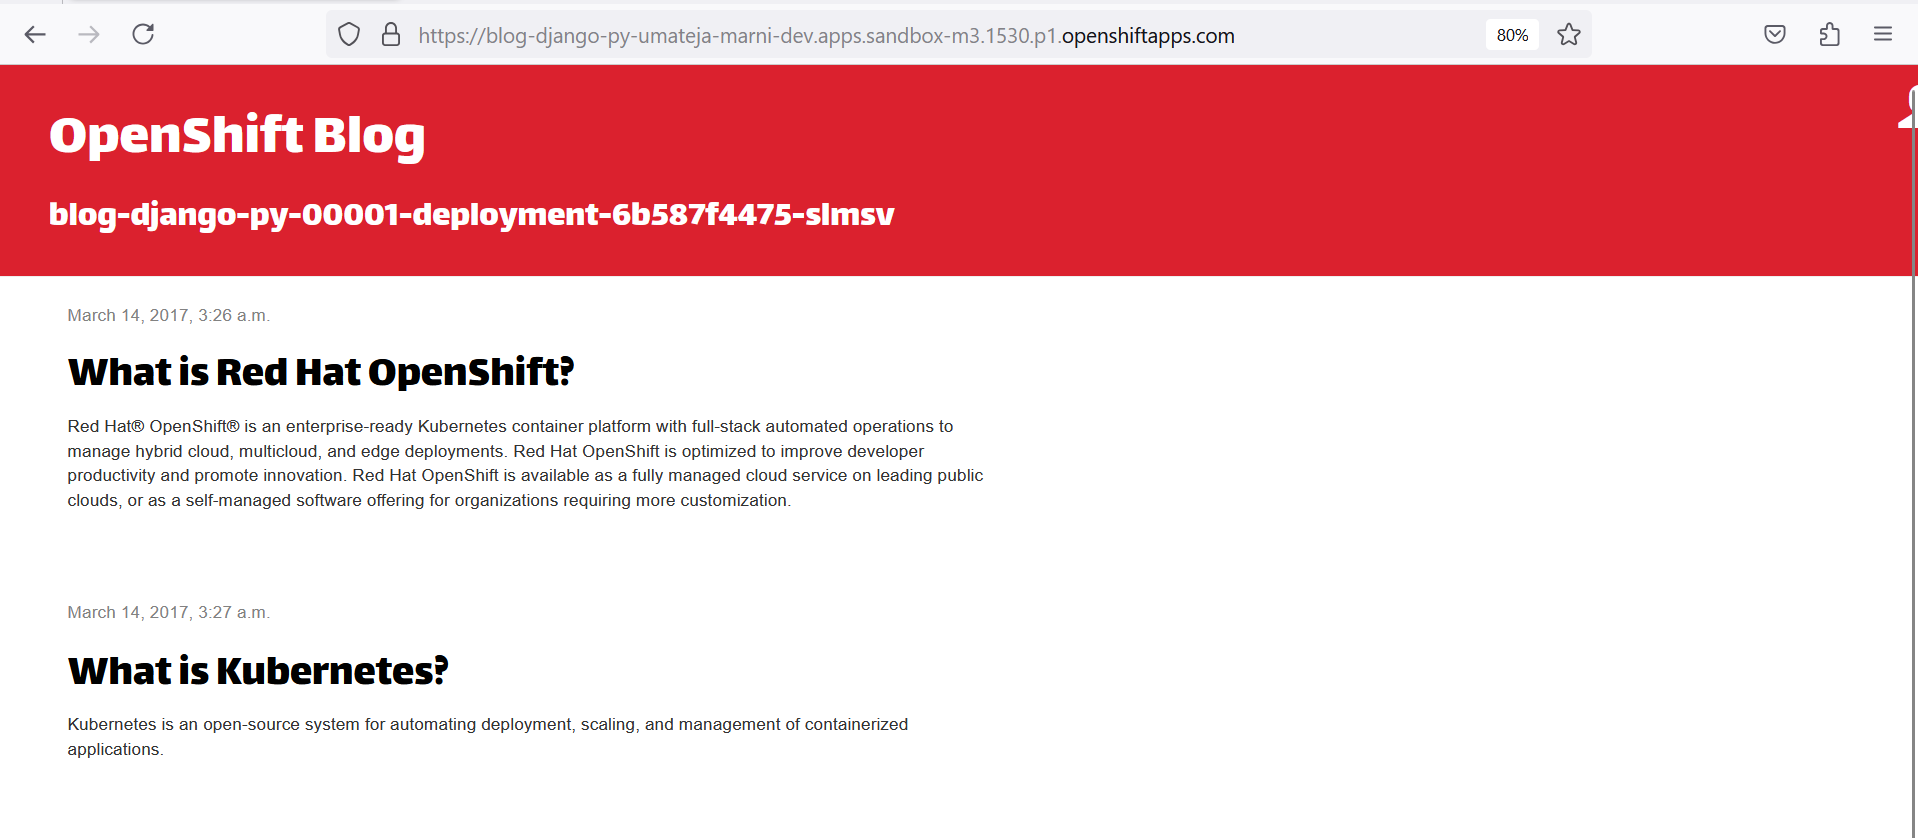 https://blog-django-py-umateja-marni-dev.apps.sandbox-m3.1530.p1.openshiftapps.com
80%
OpenShift Blog
blog-django-py-00001-deployment-6b587f4475-slmsv
March 14, 2017, 3:26 a.m.
What is Red Hat OpenShift?
Red Hat® OpenShift® is an enterprise-ready Kubernetes container platform with full-stack automated operations to
manage hybrid cloud, multicloud, and edge deployments. Red Hat OpenShift is optimized to improve developer
productivity and promote innovation. Red Hat OpenShift is available as a fully managed cloud service on leading public
clouds, or as a self-managed software offering for organizations requiring more customization.
March 14, 2017, 3:27 a.m.
What is Kubernetes?
Kubernetes is an open-source system for automating deployment, scaling, and management of containerized
applications.